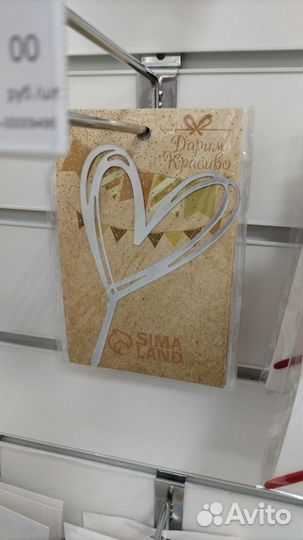 00
руб./шт
Дарим
Красиво
SIMA
LAND
Avito